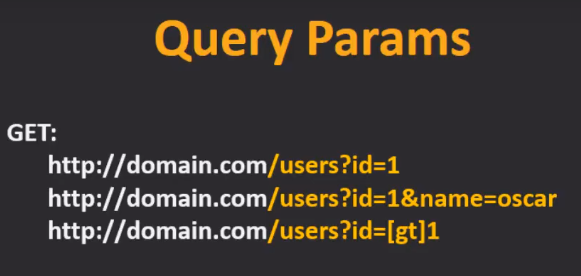 Query Params
GET:
http://domain.com/users?id=1
http://domain.com/users?id=1&name=oscar
http://domain.com/users?id=[gt]1